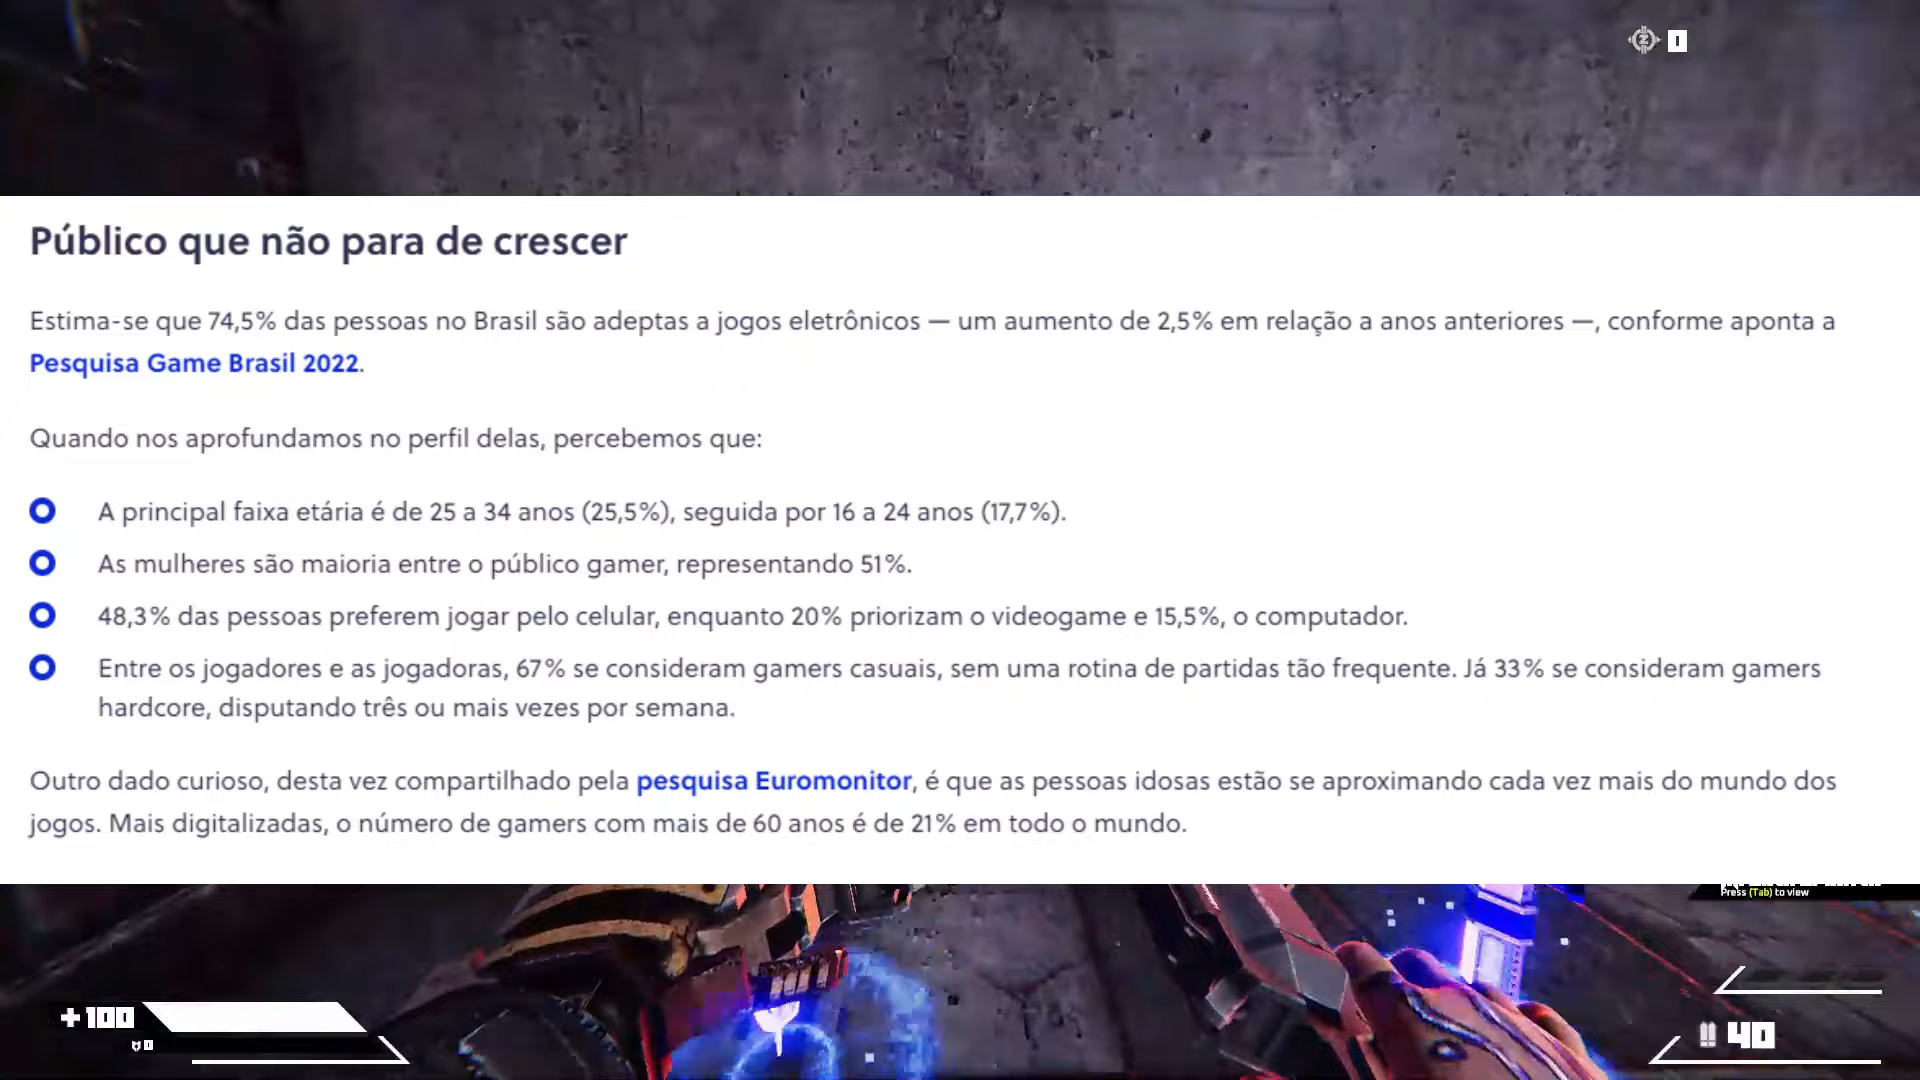 0
Público que não para de crescer
Estima-se que 74,5% das pessoas no Brasil são adeptas a jogos eletrônicos — um aumento de 2,5% em relação a anos anteriores —, conforme aponta a
Pesquisa Game Brasil 2022.
Quando nos aprofundamos no perfil delas, percebemos que:
A principal faixa etária é de 25 a 34 anos (25,5%), seguida por 16 a 24 anos (17,7%).
As mulheres são maioria entre o público gamer, representando 51%.
48,3% das pessoas preferem jogar pelo celular, enquanto 20% priorizam o videogame e 15,5%, o computador.
Entre os jogadores e as jogadoras, 67% se consideram gamers casuais, sem uma rotina de partidas tão frequente. Já 33% se consideram gamers
hardcore, disputando três ou mais vezes por semana.
Outro dado curioso, desta vez compartilhado pela pesquisa Euromonitor, é que as pessoas idosas estão se aproximando cada vez mais do mundo dos
jogos. Mais digitalizadas, o número de gamers com mais de 60 anos é de 21% em todo o mundo.
Press (Tab) to view
+100
0
40